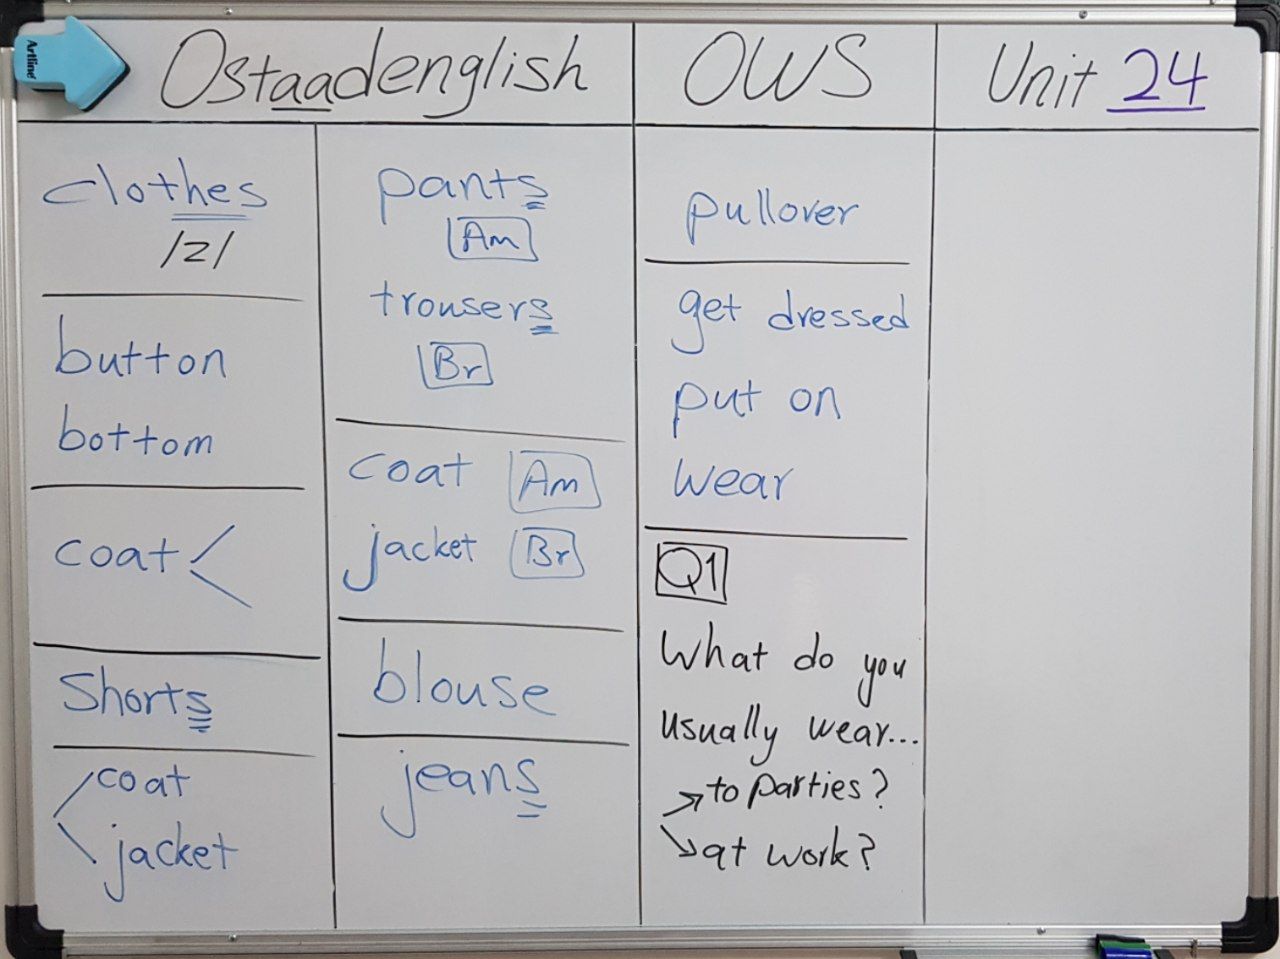 Artline
Ostaadenglish
OWS
Unit 24
clothes
/z/
button
bottom
coat
Shorts
coat
jacket
pants
Am
trousers
Br
coat Am
jacket Br
blouse
jeans
pullover
get dressed
put on
wear
Q1
What do you
usually wear...
to parties?
at work?